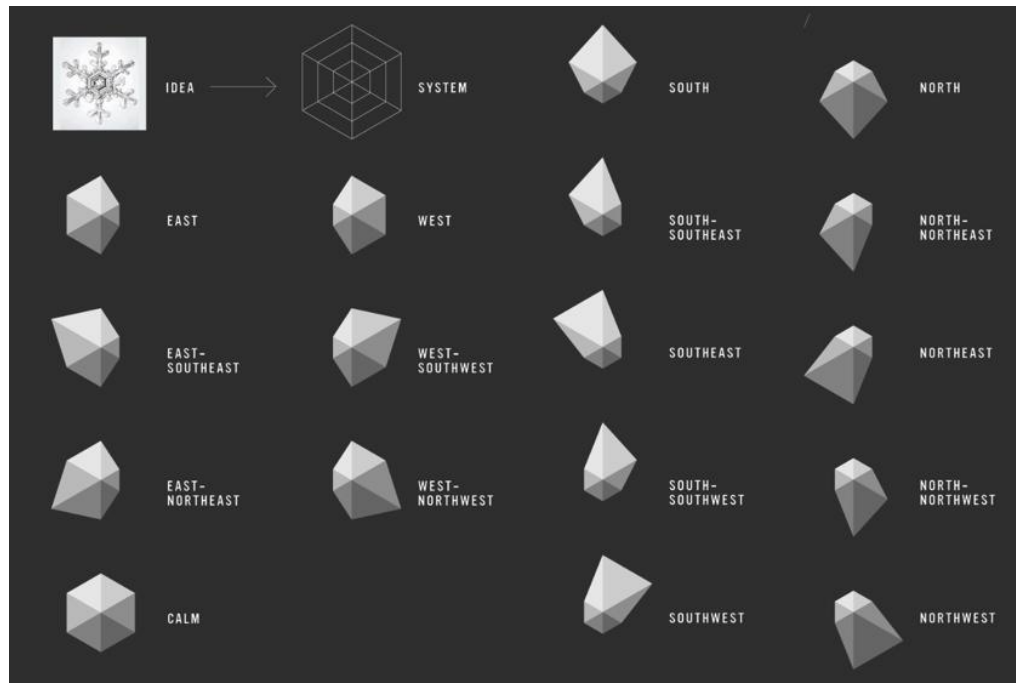 IDEA
SYSTEM
SOUTH
NORTH
EAST
WEST
SOUTH-
SOUTHEAST
NORTH-
NORTHEAST
EAST-
SOUTHEAST
WEST-
SOUTHWEST
SOUTHEAST
NORTHEAST
EAST-
NORTHEAST
WEST-
NORTHWEST
SOUTH-
SOUTHWEST
NORTH-
NORTHWEST
CALM
SOUTHWEST
NORTHWEST